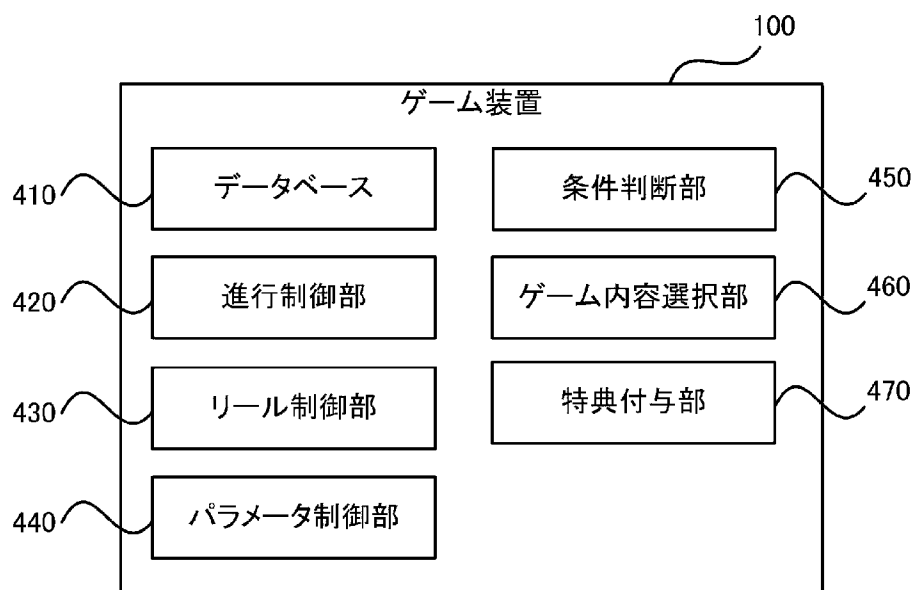 100
ゲーム装置
410
データベース
420
進行制御部
430
リール制御部
440
パラメータ制御部
条件判断部
450
ゲーム内容選択部
460
特典付与部
470